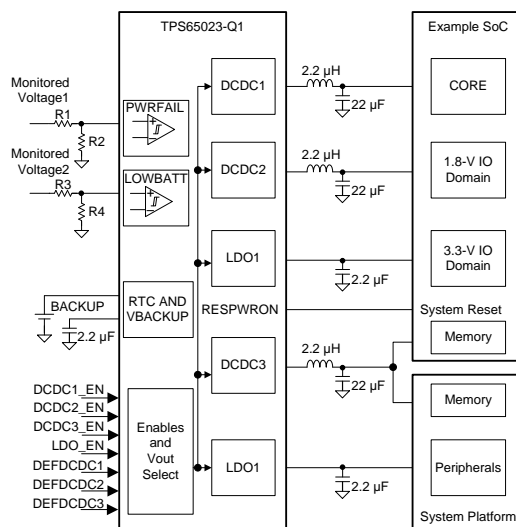 TPS65023-Q1
Example SoC
Monitored
Voltage1
R1
R2
PWRFAIL
DCDC1
2.2 µH
22 µF
CORE
Monitored
Voltage2
R3
R4
LOWBATT
DCDC2
2.2 µH
22 µF
1.8-V IO
Domain
LDO1
2.2 µF
3.3-V IO
Domain
BACKUP
2.2 µF
RTC AND
VBACKUP
RESPWRON
System Reset
Memory
DCDC3
2.2 µH
22 µF
DCDC1_EN
DCDC2_EN
DCDC3_EN
LDO_EN
DEFDCDC1
DEFDCDC2
DEFDCDC3
Enables
and
Vout
Select
LDO1
2.2 µF
Memory
Peripherals
System Platform